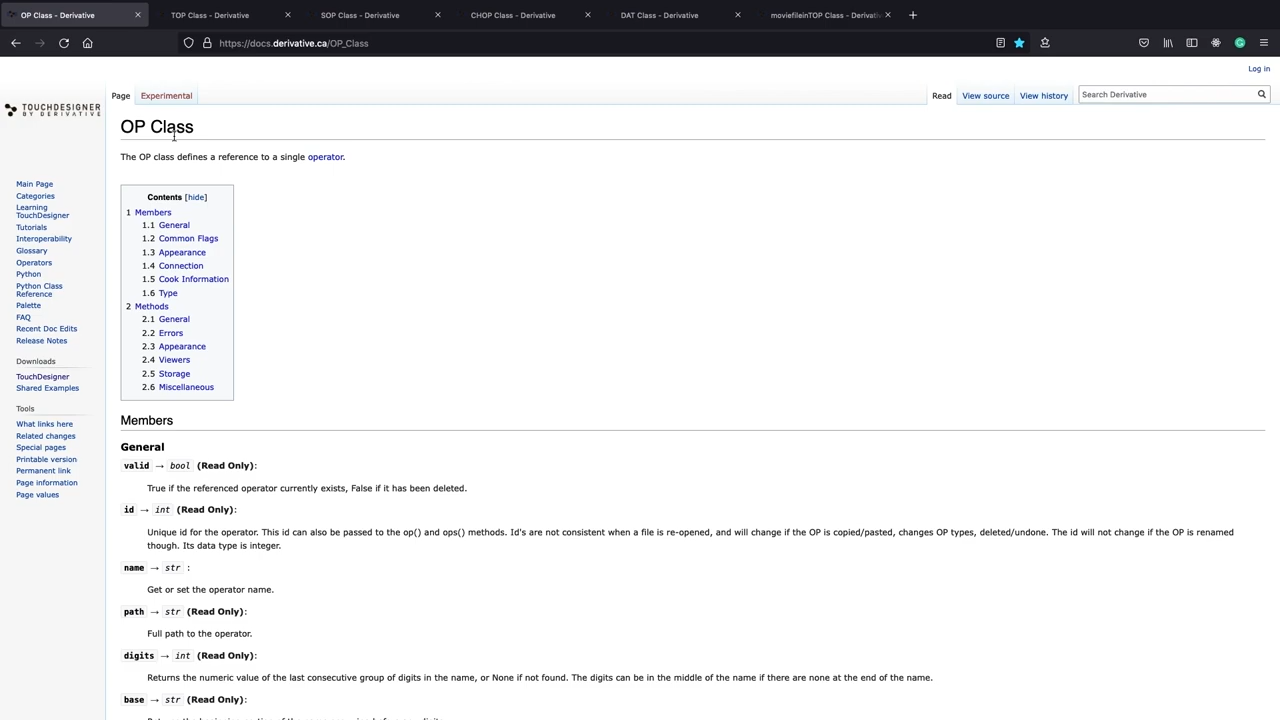 OP Class – Derivative
TOP Class – Derivative
SOP Class – Derivative
CHOP Class – Derivative
DAT Class – Derivative
moviefileinTOP Class – Derivativ
https://docs.derivative.ca/OP_Class
Log in
Page
Experimental
Read
View source
View history
Search Derivative
TOUCHDESIGNER
BY DERIVATIVE
Main Page
Categories
Learning
TouchDesigner
Tutorials
Interoperability
Glossary
Operators
Python
Python Class
Reference
Palette
FAQ
Recent Doc Edits
Release Notes
Downloads
TouchDesigner
Shared Examples
Tools
What links here
Related changes
Special pages
Printable version
Permanent link
Page information
Page values
OP Class
The OP class defines a reference to a single operator.
Contents [hide]
1 Members
1.1 General
1.2 Common Flags
1.3 Appearance
1.4 Connection
1.5 Cook Information
1.6 Type
2 Methods
2.1 General
2.2 Errors
2.3 Appearance
2.4 Viewers
2.5 Storage
2.6 Miscellaneous
Members
General
valid → bool (Read Only):
True if the referenced operator currently exists, False if it has been deleted.
id → int (Read Only):
Unique id for the operator. This id can also be passed to the op() and ops() methods. Id's are not consistent when a file is re-opened, and will change if the OP is copied/pasted, changes OP types, deleted/undone. The id will not change if the OP is renamed
though. Its data type is integer.
name → str :
Get or set the operator name.
path → str (Read Only):
Full path to the operator.
digits → int (Read Only):
Returns the numeric value of the last consecutive group of digits in the name, or None if not found. The digits can be in the middle of the name if there are none at the end of the name.
base → str (Read Only):